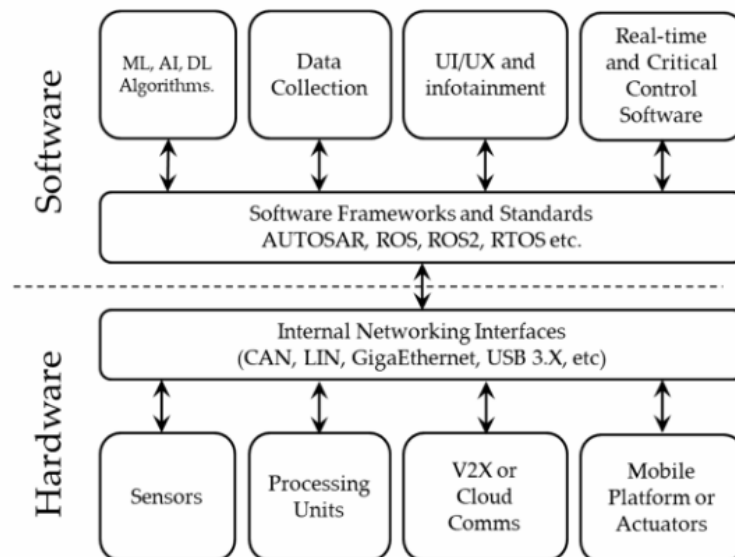 Software
ML, AI, DL
Algorithms.
Data
Collection
UI/UX and
infotainment
Real-time
and Critical
Control
Software
Software Frameworks and Standards
AUTOSAR, ROS, ROS2, RTOS etc.
Hardware
Internal Networking Interfaces
(CAN, LIN, GigaEthernet, USB 3.X, etc)
Sensors
Processing
Units
V2X or
Cloud
Comms
Mobile
Platform or
Actuators